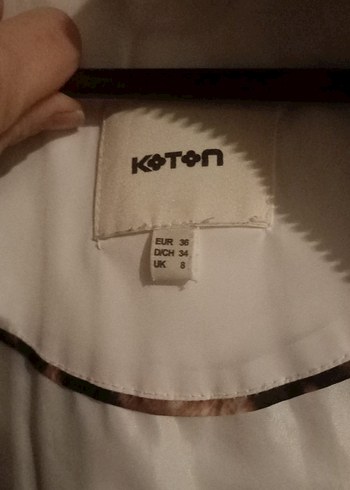 KOTON
EUR 36
D/CH 34
UK 8